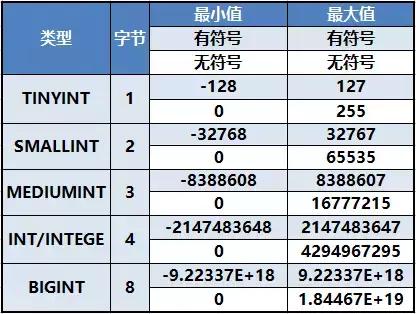 类型 字节 最小值 最大值
有符号 有符号
无符号 无符号
TINYINT 1 -128 127
0 255
SMALLINT 2 -32768 32767
0 65535
MEDIUMINT 3 -8388608 8388607
0 16777215
INT/INTEGE 4 -2147483648 2147483647
0 4294967295
BIGINT 8 -9.22337E+18 9.22337E+18
0 1.84467E+19